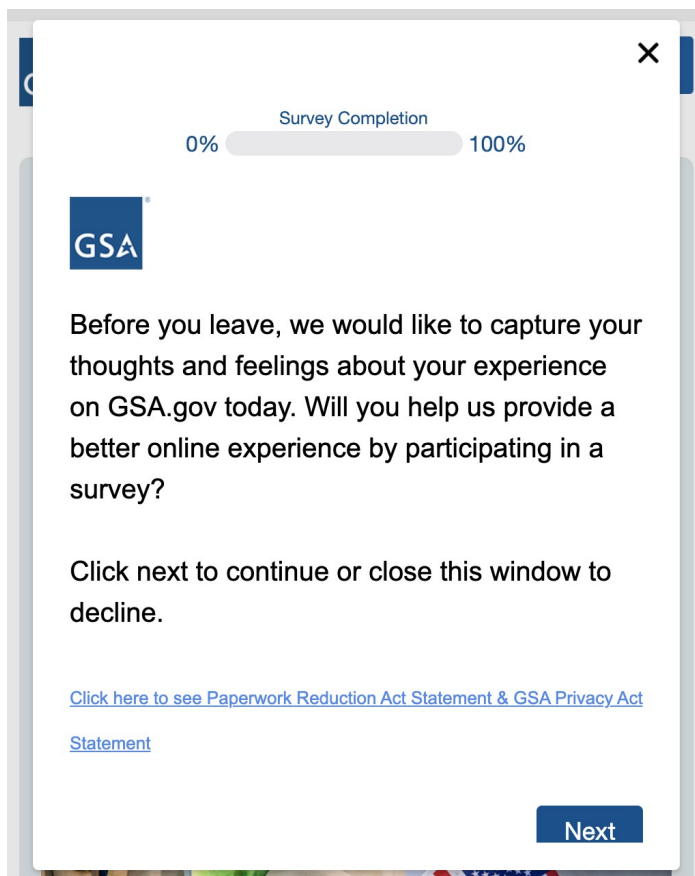 Survey Completion
0% 100%
GSA
Before you leave, we would like to capture your
thoughts and feelings about your experience
on GSA.gov today. Will you help us provide a
better online experience by participating in a
survey?
Click next to continue or close this window to
decline.
Click here to see Paperwork Reduction Act Statement & GSA Privacy Act
Statement
Next